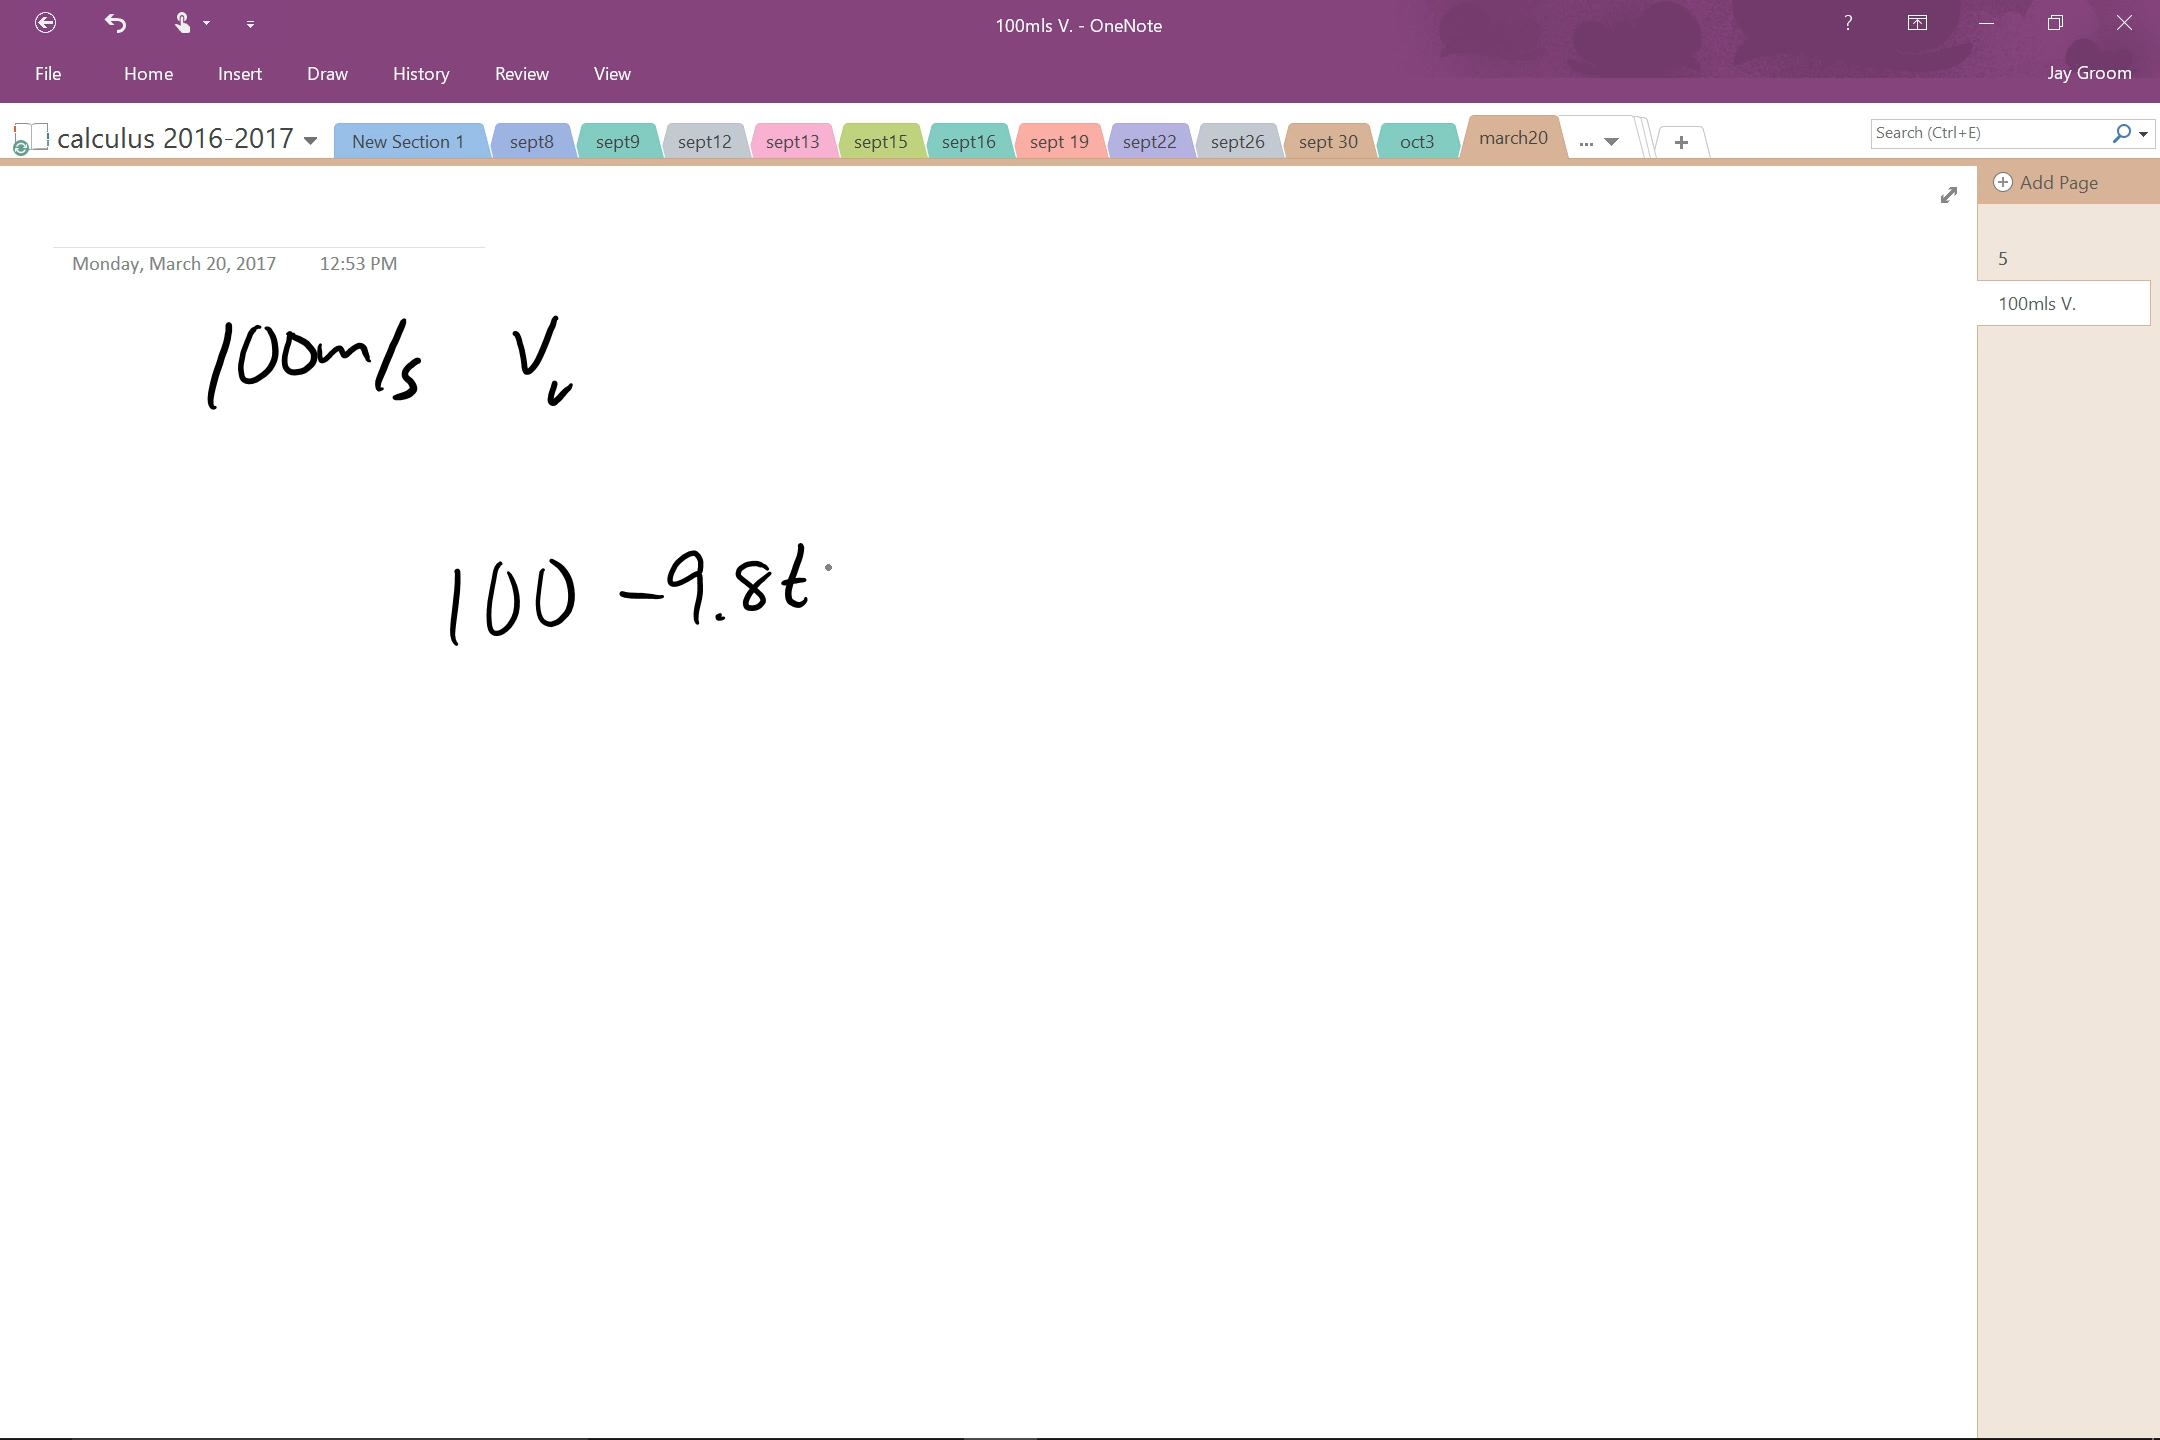 100mls V. - OneNote ?
File Home Insert Draw History Review View Jay Groom
calculus 2016-2017 New Section 1 sept8 sept9 sept12 sept13 sept15 sept16 sept 19 sept22 sept26 sept 30 oct3 march20 ... + Search (Ctrl+E)
Add Page
Monday, March 20, 2017 12:53 PM
5
100mls V.
100m/s Vv
100 -9.8t